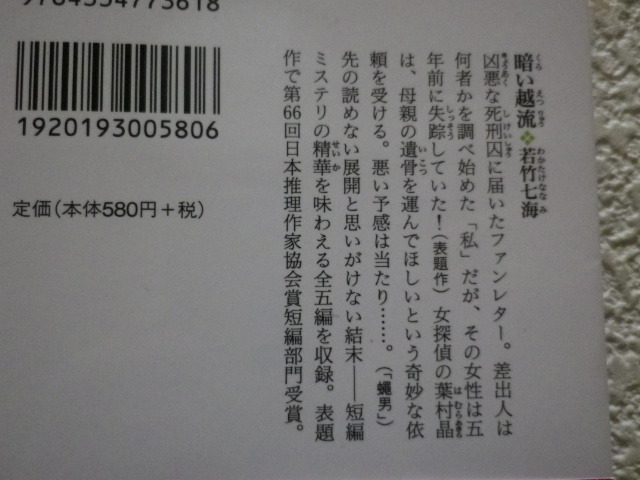 9784334773618
1920193005806
定価(本体580円+税)
暗い越流❖若竹七海
凶悪な死刑囚に届いたファンレター。差出人は
何者かを調べ始めた「私」だが、その女性は五
年前に失踪していた!(表題作)女探偵の葉村晶
は、母親の遺骨を運んでほしいという奇妙な依
頼を受ける。悪い予感は当たり……。(「蠅男」)
先の読めない展開と思いがけない結末――短編
ミステリの精華を味わえる全五編を収録。表題
作で第66回日本推理作家協会賞短編部門受賞。